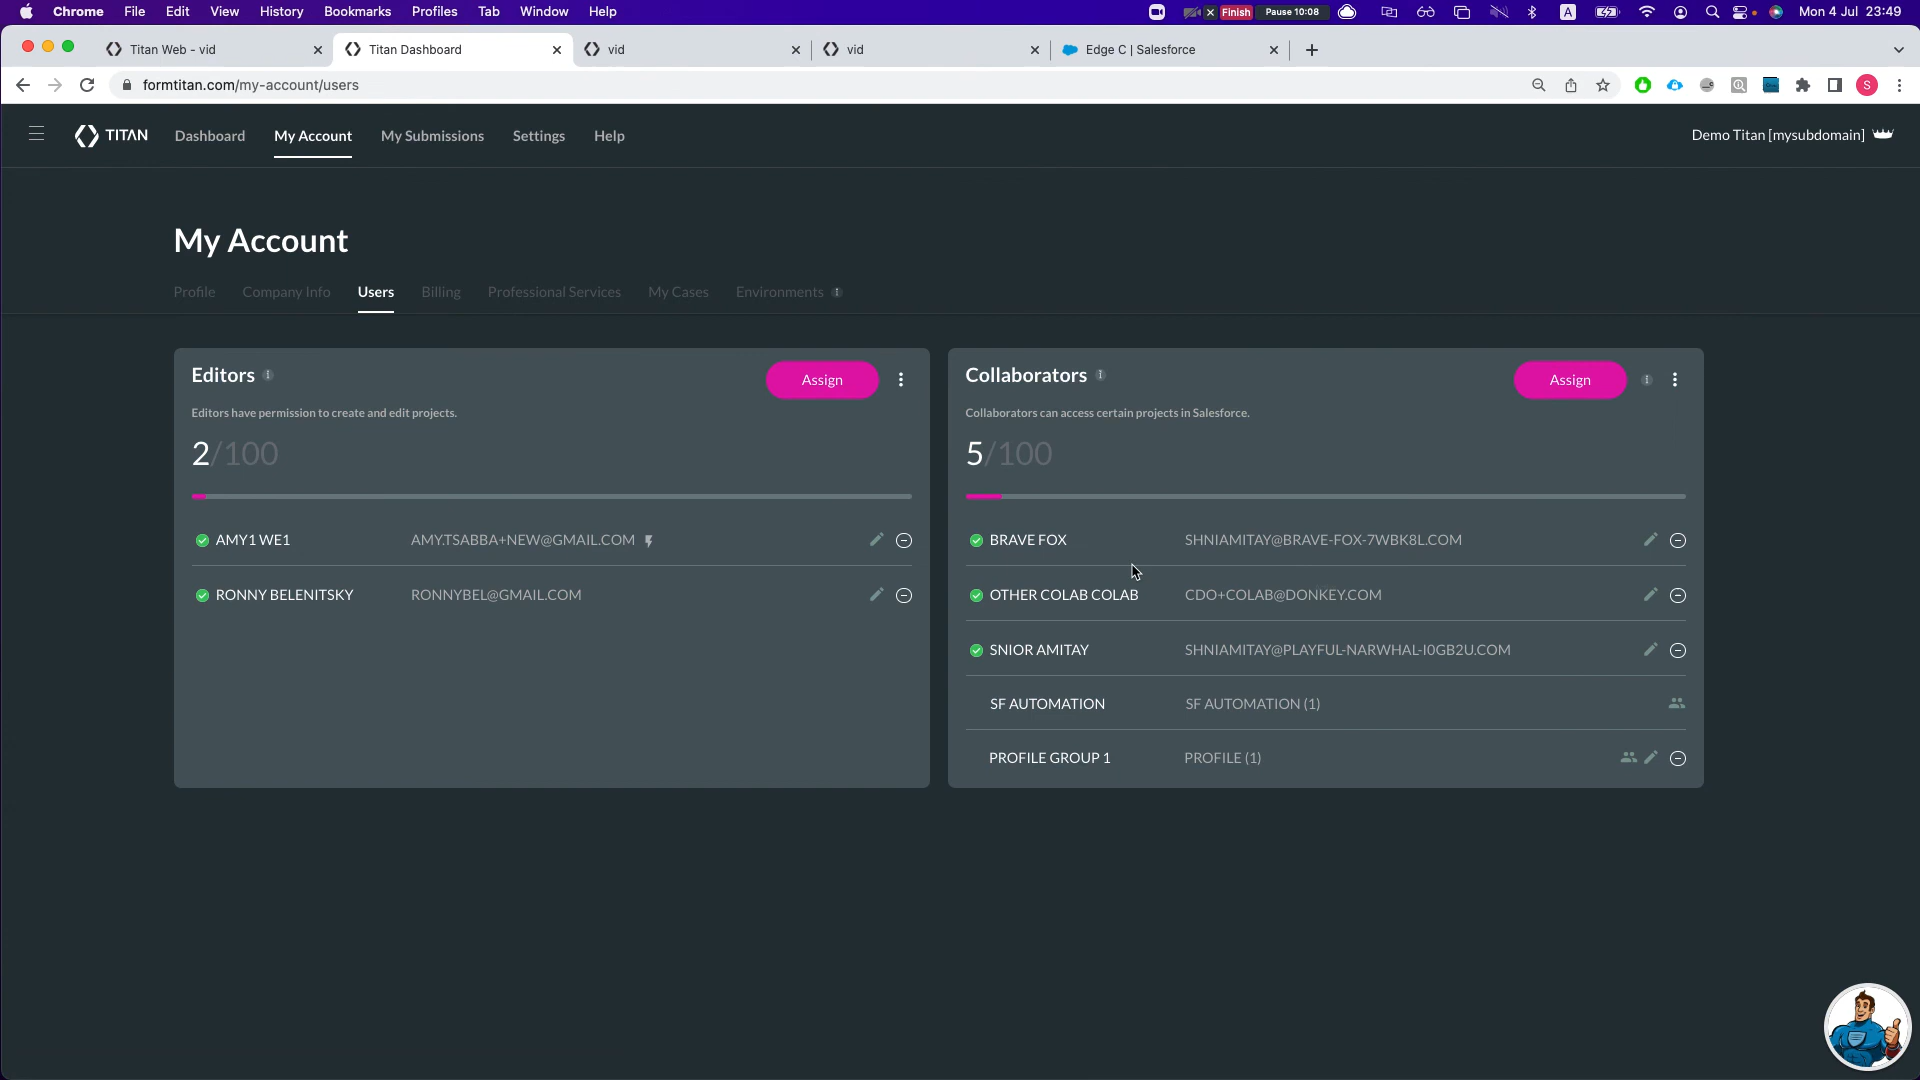 Chrome File Edit View History Bookmarks Profiles Tab Window Help Finish Pause 10:08 A Mon 4 Jul 23:49
Titan Web - vid Titan Dashboard vid vid Edge C | Salesforce
formtitan.com/my-account/users S
TITAN Dashboard My Account My Submissions Settings Help Demo Titan [mysubdomain]
My Account
Profile Company Info Users Billing Professional Services My Cases Environments
Editors Assign
Editors have permission to create and edit projects.
2/100
AMY1 WE1 AMY.TSABBA+NEW@GMAIL.COM
RONNY BELENITSKY RONNYBEL@GMAIL.COM
Collaborators Assign
Collaborators can access certain projects in Salesforce.
5/100
BRAVE FOX SHNIAMITAY@BRAVE-FOX-7WBK8L.COM
OTHER COLAB COLAB CDO+COLAB@DONKEY.COM
SNIOR AMITAY SHNIAMITAY@PLAYFUL-NARWHAL-I0GB2U.COM
SF AUTOMATION SF AUTOMATION (1)
PROFILE GROUP 1 PROFILE (1)